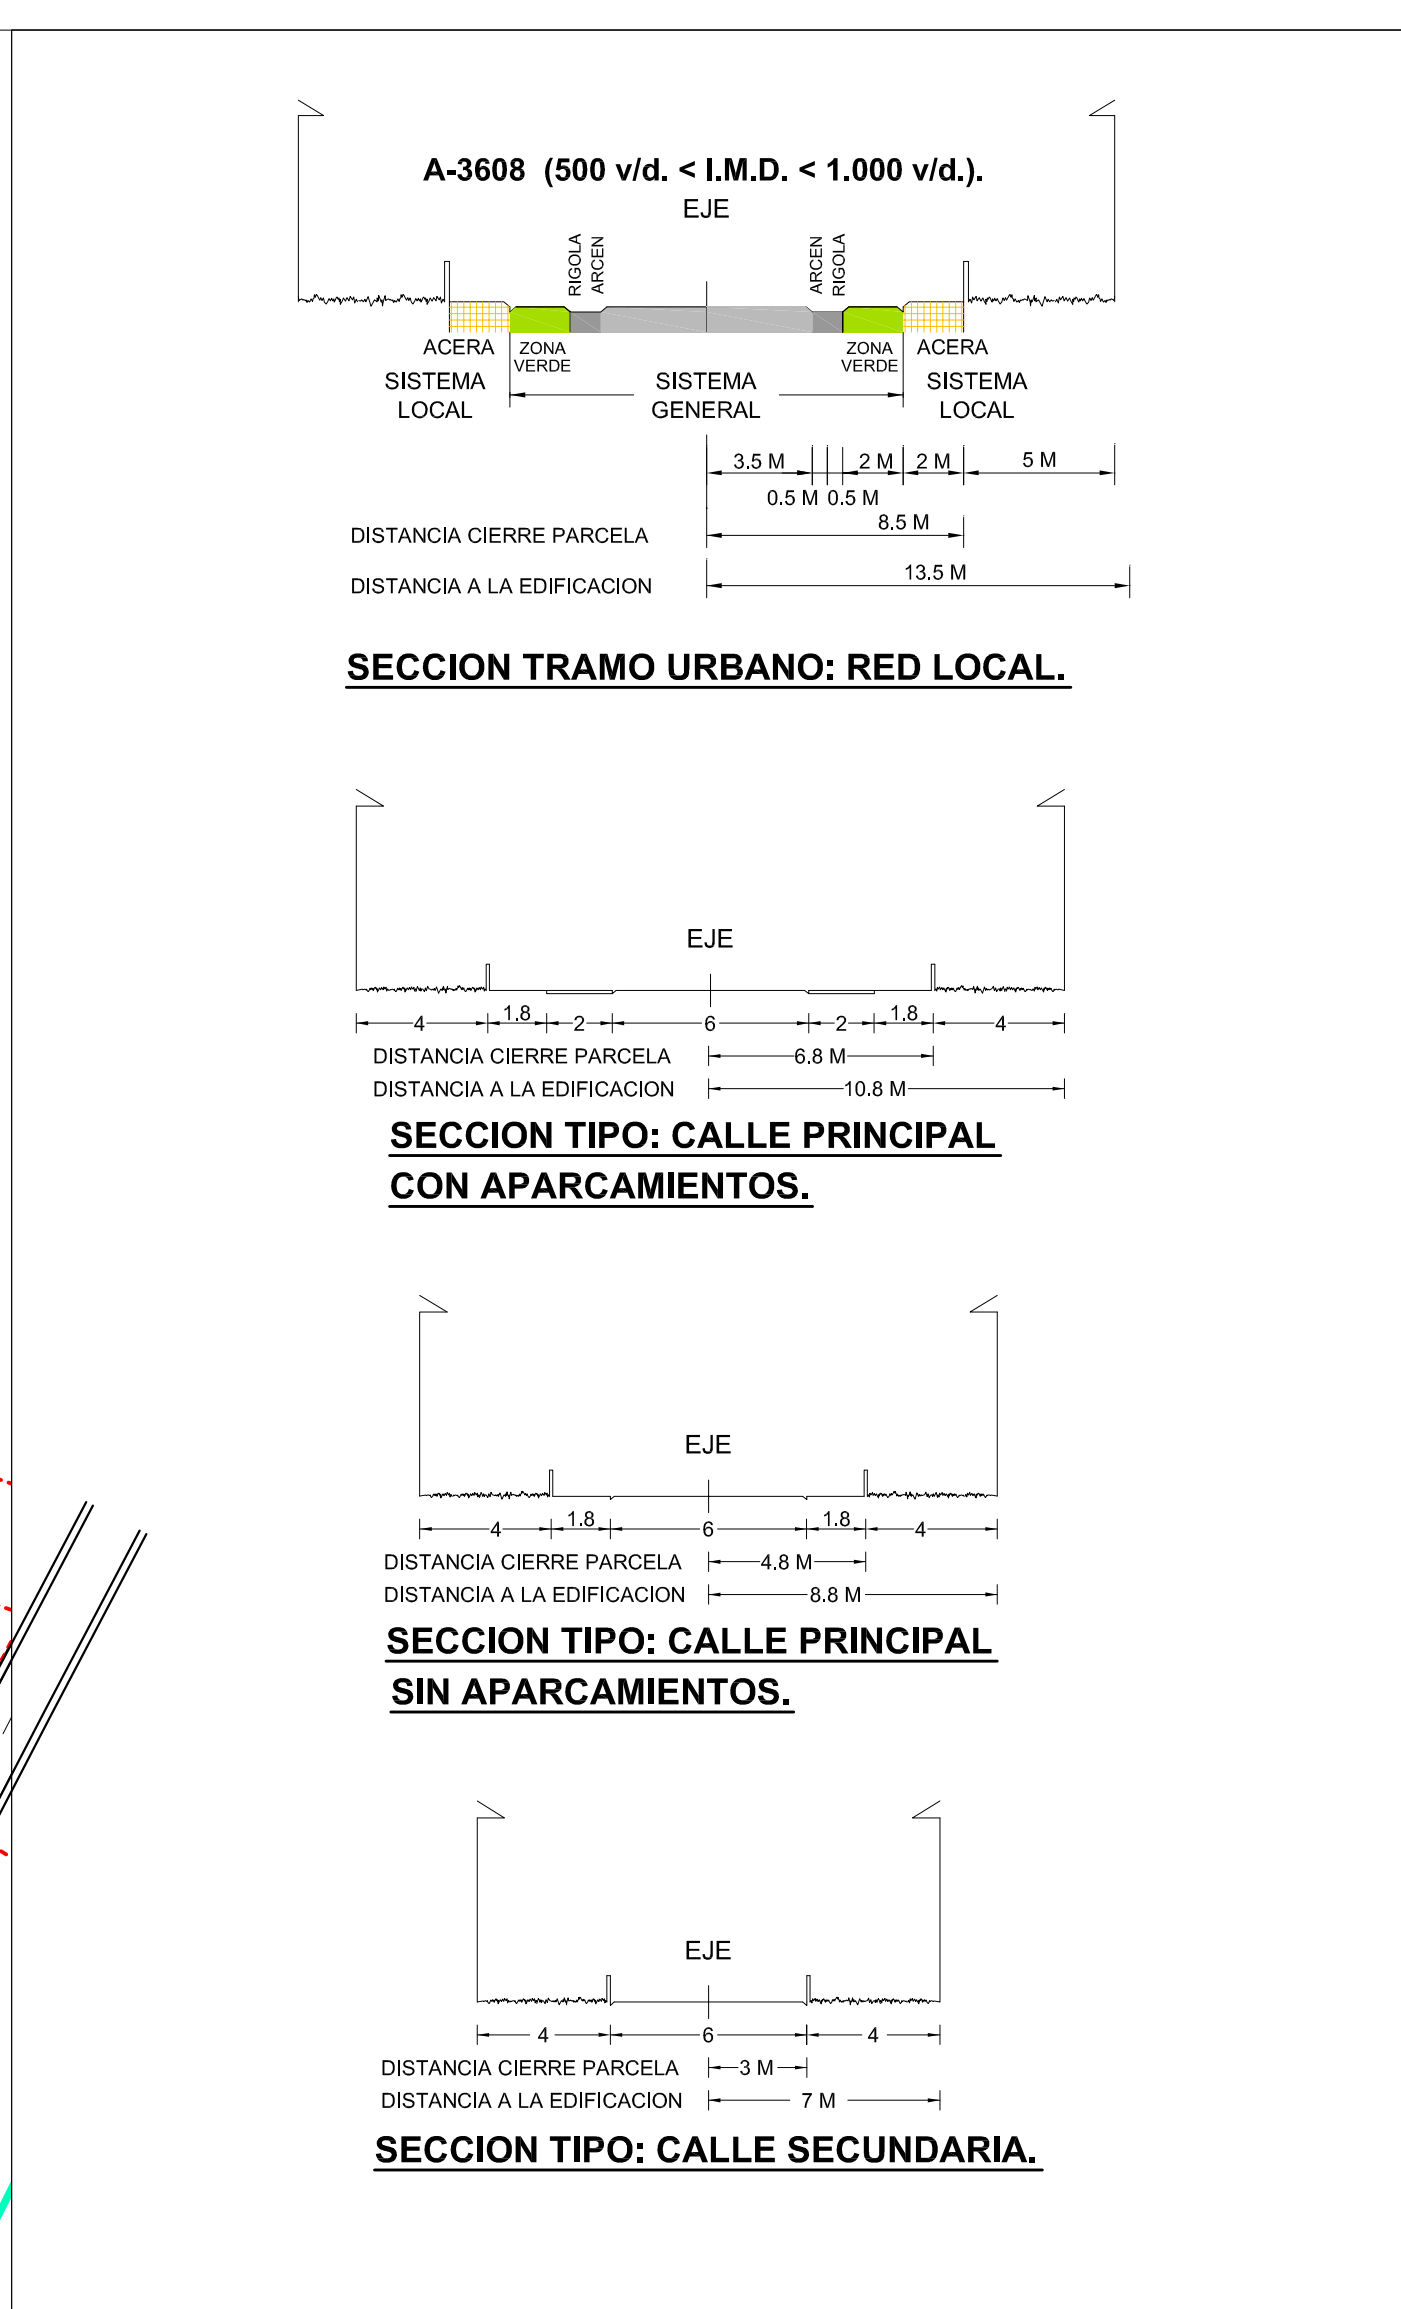 A-3608 (500 v/d. < I.M.D. < 1.000 v/d.).
EJE
RIGOLA
ARCEN
ARCEN
RIGOLA
ACERA
ZONA
VERDE
ZONA
VERDE
ACERA
SISTEMA
LOCAL
SISTEMA
GENERAL
SISTEMA
LOCAL
3.5 M
2 M
2 M
5 M
0.5 M
0.5 M
DISTANCIA CIERRE PARCELA
8.5 M
DISTANCIA A LA EDIFICACION
13.5 M
SECCION TRAMO URBANO: RED LOCAL.
EJE
4
1.8
2
6
2
1.8
4
DISTANCIA CIERRE PARCELA
6.8 M
DISTANCIA A LA EDIFICACION
10.8 M
SECCION TIPO: CALLE PRINCIPAL
CON APARCAMIENTOS.
EJE
4
1.8
6
1.8
4
DISTANCIA CIERRE PARCELA
4.8 M
DISTANCIA A LA EDIFICACION
8.8 M
SECCION TIPO: CALLE PRINCIPAL
SIN APARCAMIENTOS.
EJE
4
6
4
DISTANCIA CIERRE PARCELA
3 M
DISTANCIA A LA EDIFICACION
7 M
SECCION TIPO: CALLE SECUNDARIA.